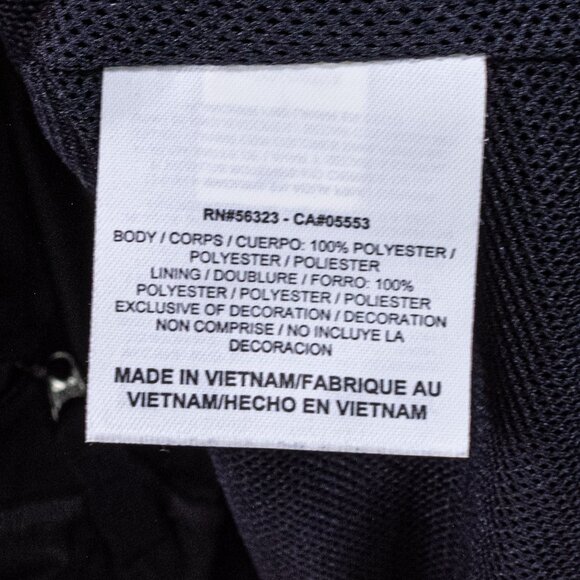 RN#56323 - CA#05553
BODY / CORPS / CUERPO: 100% POLYESTER /
POLYESTER / POLIESTER
LINING / DOUBLURE / FORRO: 100%
POLYESTER / POLYESTER / POLIESTER
EXCLUSIVE OF DECORATION / DECORATION
NON COMPRISE / NO INCLUYE LA
DECORACION
MADE IN VIETNAM/FABRIQUE AU
VIETNAM/HECHO EN VIETNAM